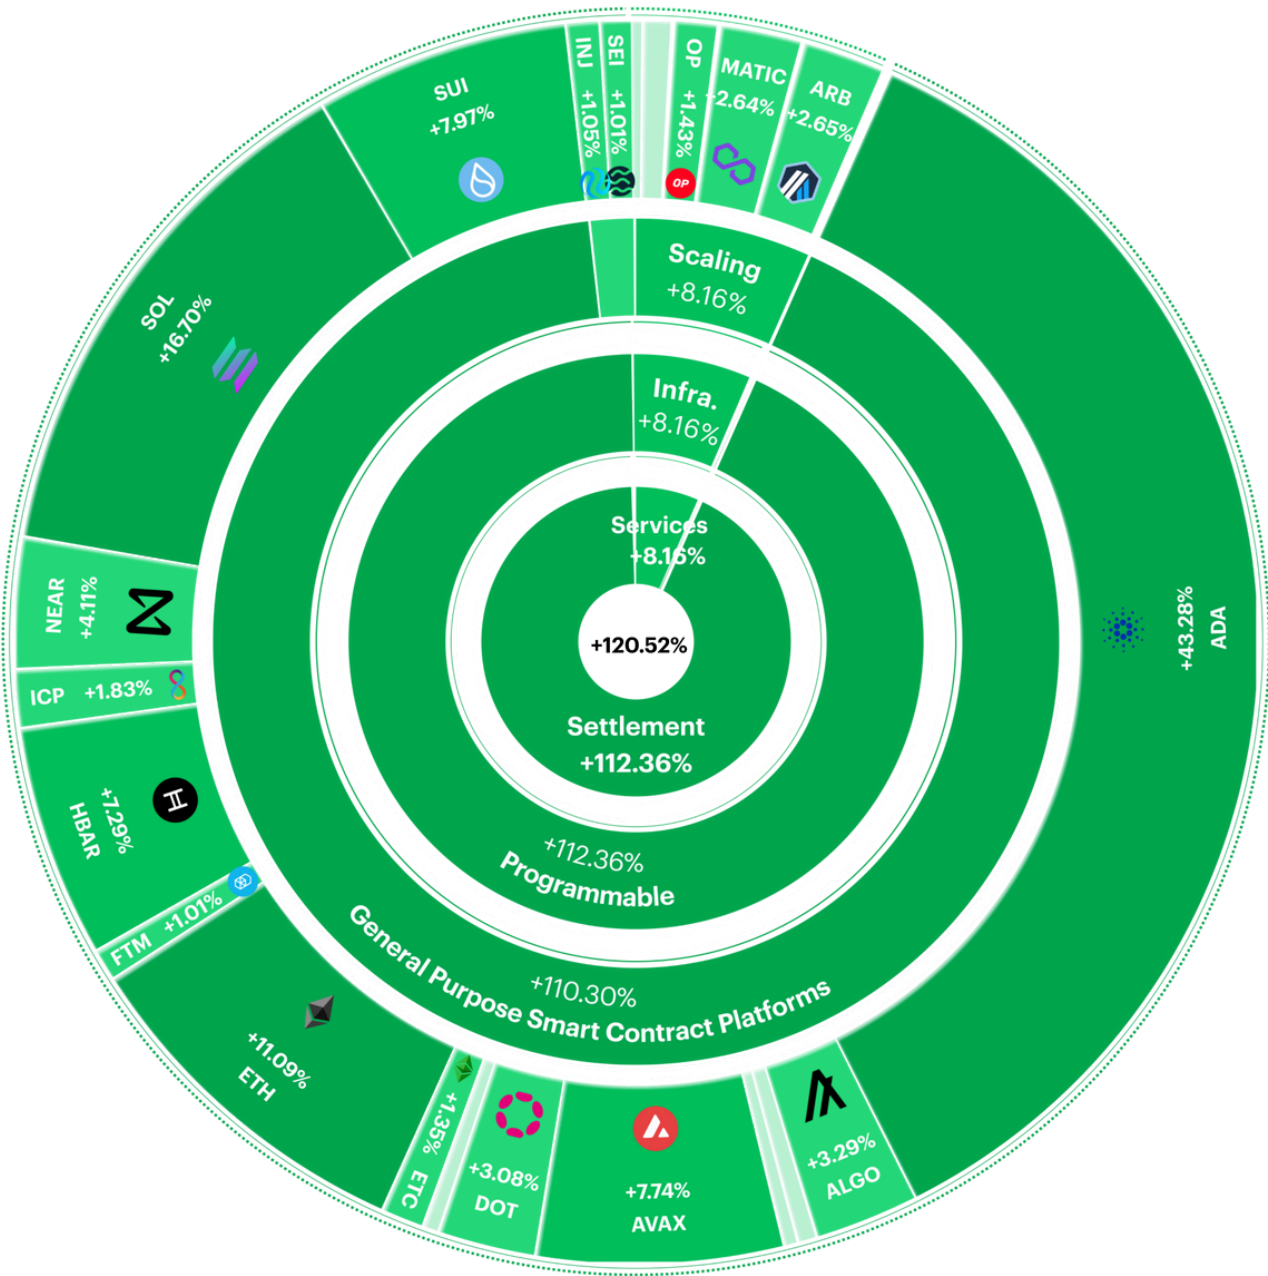 SUI
+7.97%
INJ +1.05%
SEI +1.01%
OP +1.43%
MATIC
+2.64%
ARB
+2.65%
SOL
+16.70%
Scaling
+8.16%
Infra.
+8.16%
Services
+8.16%
+120.52%
Settlement
+112.36%
+112.36%
Programmable
+110.30%
General Purpose Smart Contract Platforms
NEAR
+4.11%
ICP +1.83%
+7.29%
HBAR
FTM +1.01%
+11.09%
ETH
+1.35% ETC
+3.08%
DOT
+7.74%
AVAX
+3.29%
ALGO
+43.28%
ADA
OP